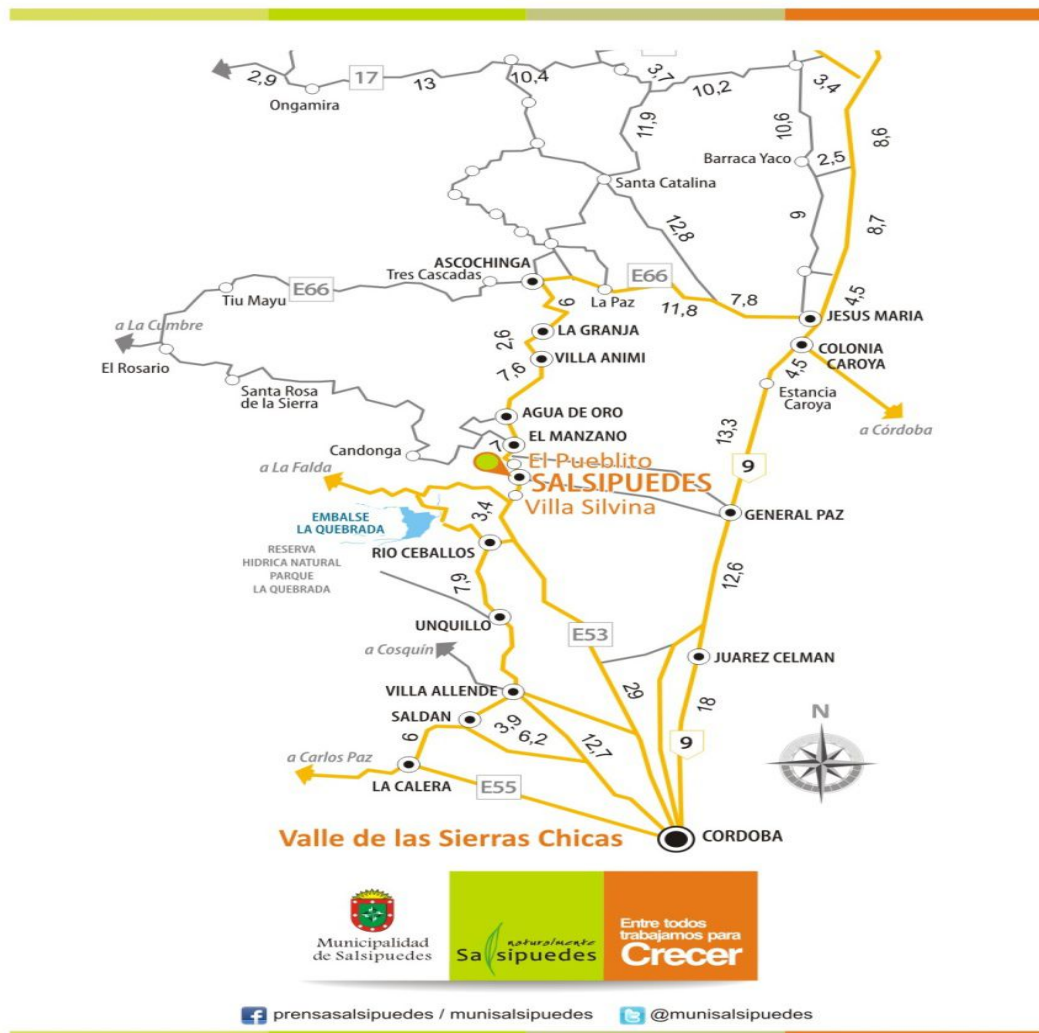 2,9
17
13
10,4
3,7
10,2
3,4
Ongamira
11,9
10,6
8,6
Barraca Yaco
2,5
Santa Catalina
12,8
9
8,7
ASCOCHINGA
Tres Cascadas
E66
Tiu Mayu
E66
La Paz
11,8
7,8
4,5
6
JESUS MARIA
a La Cumbre
LA GRANJA
2,6
COLONIA
CAROYA
El Rosario
VILLA ANIMI
7,6
4,5
Estancia
Caroya
Santa Rosa
de la Sierra
AGUA DE ORO
a Córdoba
13,3
EL MANZANO
7
Candonga
El Pueblito
9
a La Falda
SALSIPUEDES
Villa Silvina
3,4
EMBALSE
LA QUEBRADA
GENERAL PAZ
RIO CEBALLOS
RESERVA
HIDRICA NATURAL
PARQUE
LA QUEBRADA
12,6
7,9
UNQUILLO
E53
a Cosquín
JUAREZ CELMAN
VILLA ALLENDE
29
18
SALDAN
3,9
6,2
12,7
N
6
9
a Carlos Paz
LA CALERA
E55
Valle de las Sierras Chicas
CORDOBA
Municipalidad
de Salsipuedes
naturalmente
Salsipuedes
Entre todos
trabajamos para
Crecer
prensasalsipuedes / munisalsipuedes
@munisalsipuedes